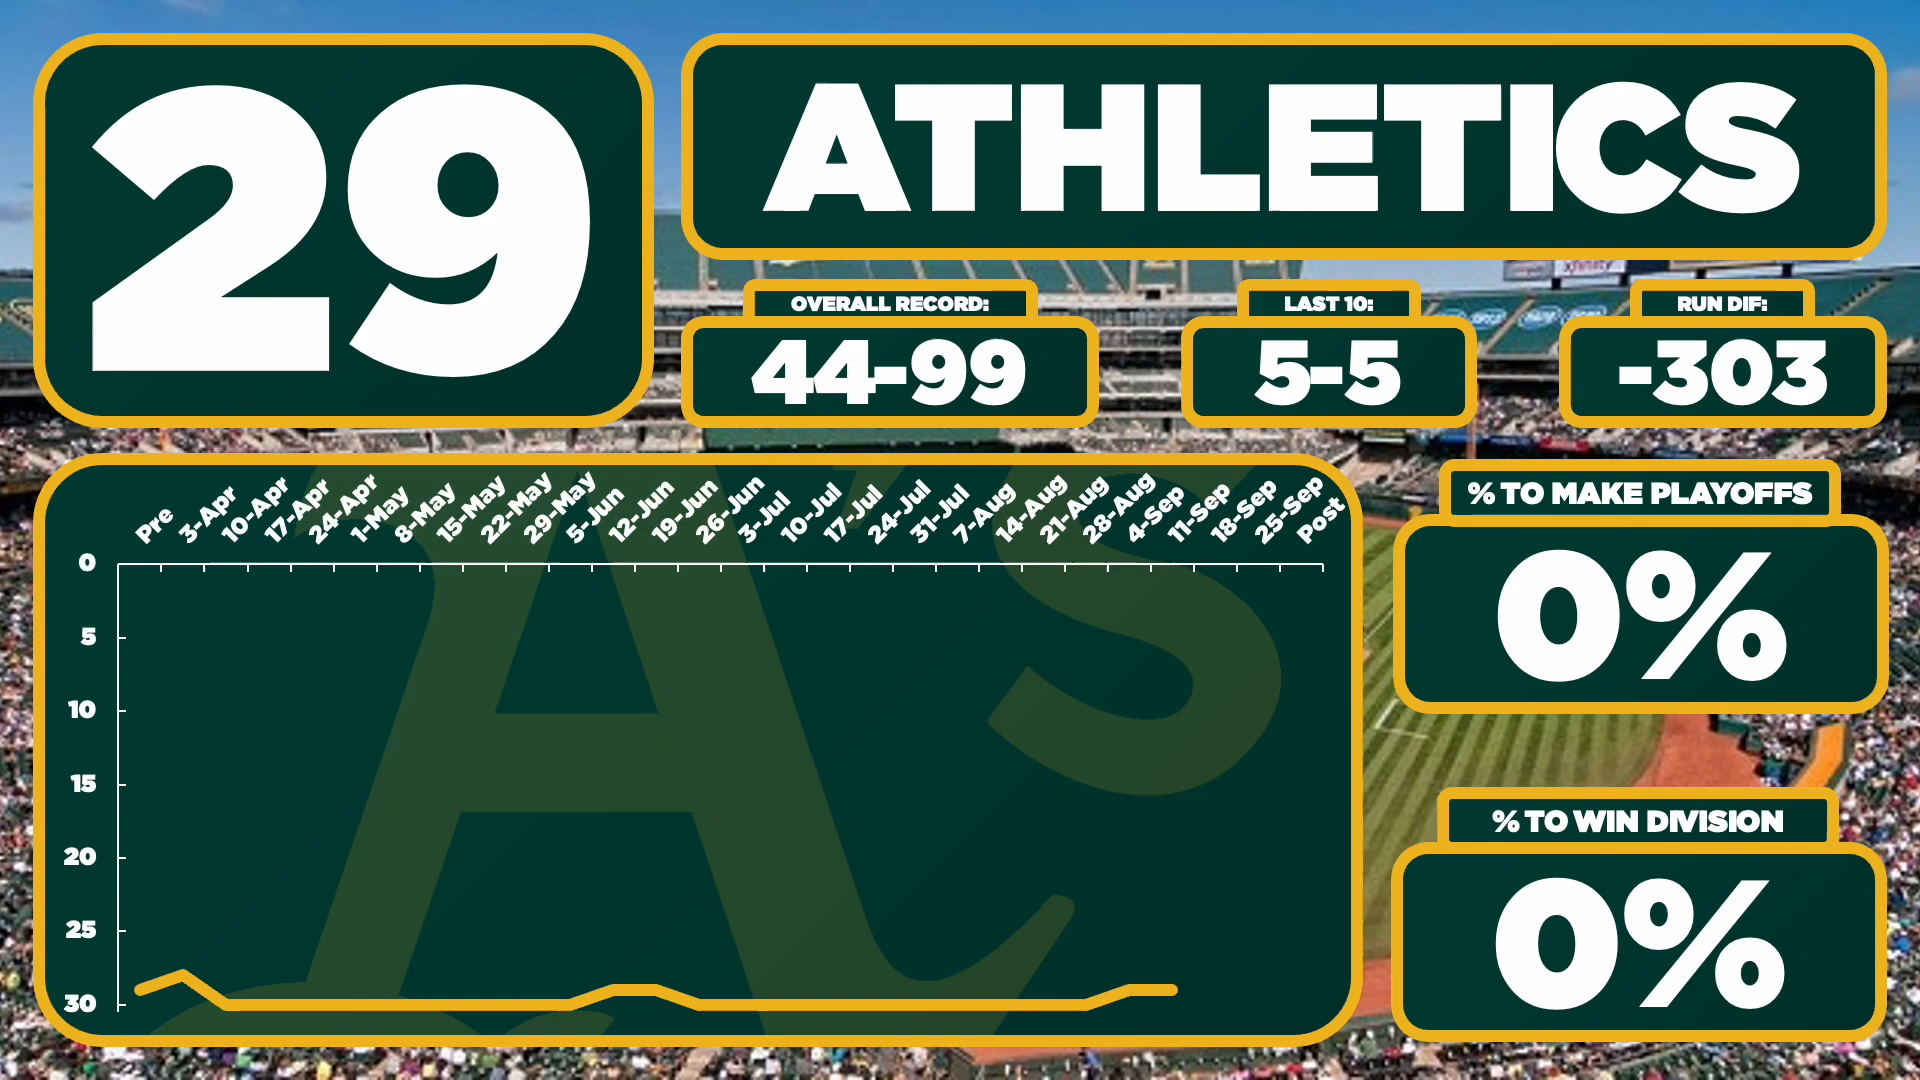 29
ATHLETICS
OVERALL RECORD:
44-99
LAST 10:
5-5
RUN DIF:
-303
Pre
3-Apr
10-Apr
17-Apr
24-Apr
1-May
8-May
15-May
22-May
29-May
5-Jun
12-Jun
19-Jun
26-Jun
3-Jul
10-Jul
17-Jul
24-Jul
31-Jul
7-Aug
14-Aug
21-Aug
28-Aug
4-Sep
11-Sep
18-Sep
25-Sep
Post
0
5
10
15
20
25
30
A's
% TO MAKE PLAYOFFS
0%
% TO WIN DIVISION
0%